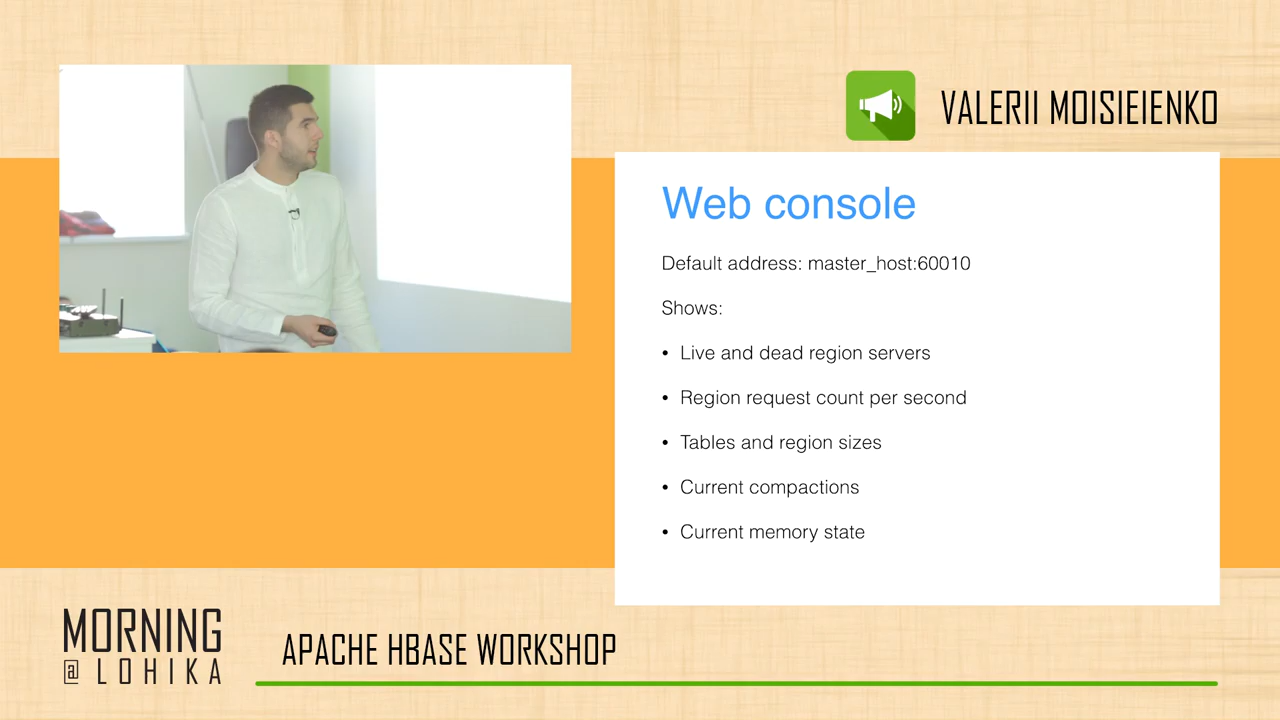 VALERII MOISIEIENKO
Web console
Default address: master_host:60010
Shows:
• Live and dead region servers
• Region request count per second
• Tables and region sizes
• Current compactions
• Current memory state
MORNING
@ LOHIKA
APACHE HBASE WORKSHOP